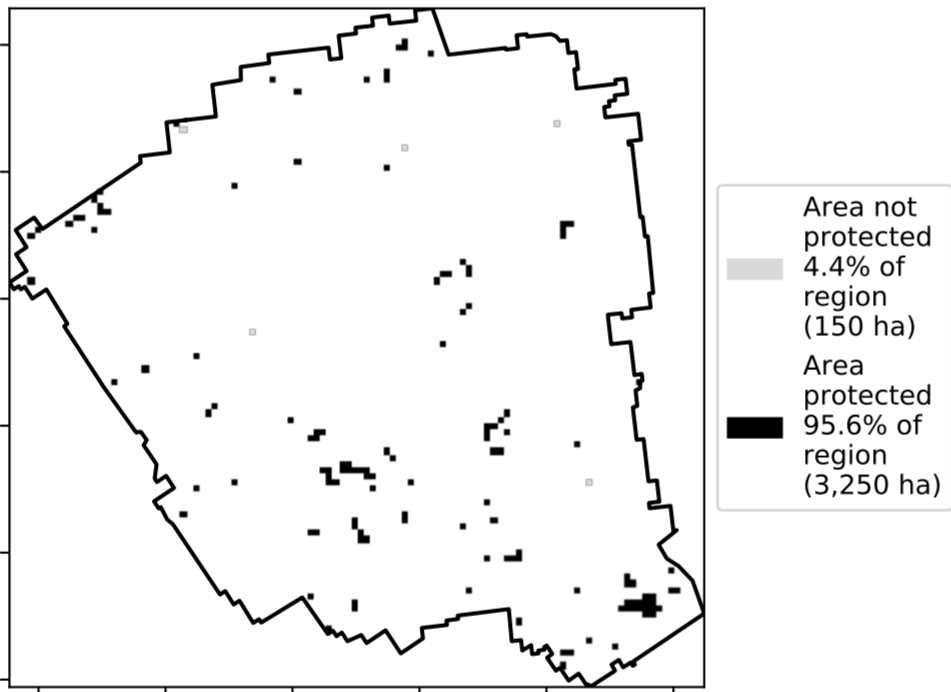 Area not
protected
4.4% of
region
(150 ha)
Area
protected
95.6% of
region
(3,250 ha)